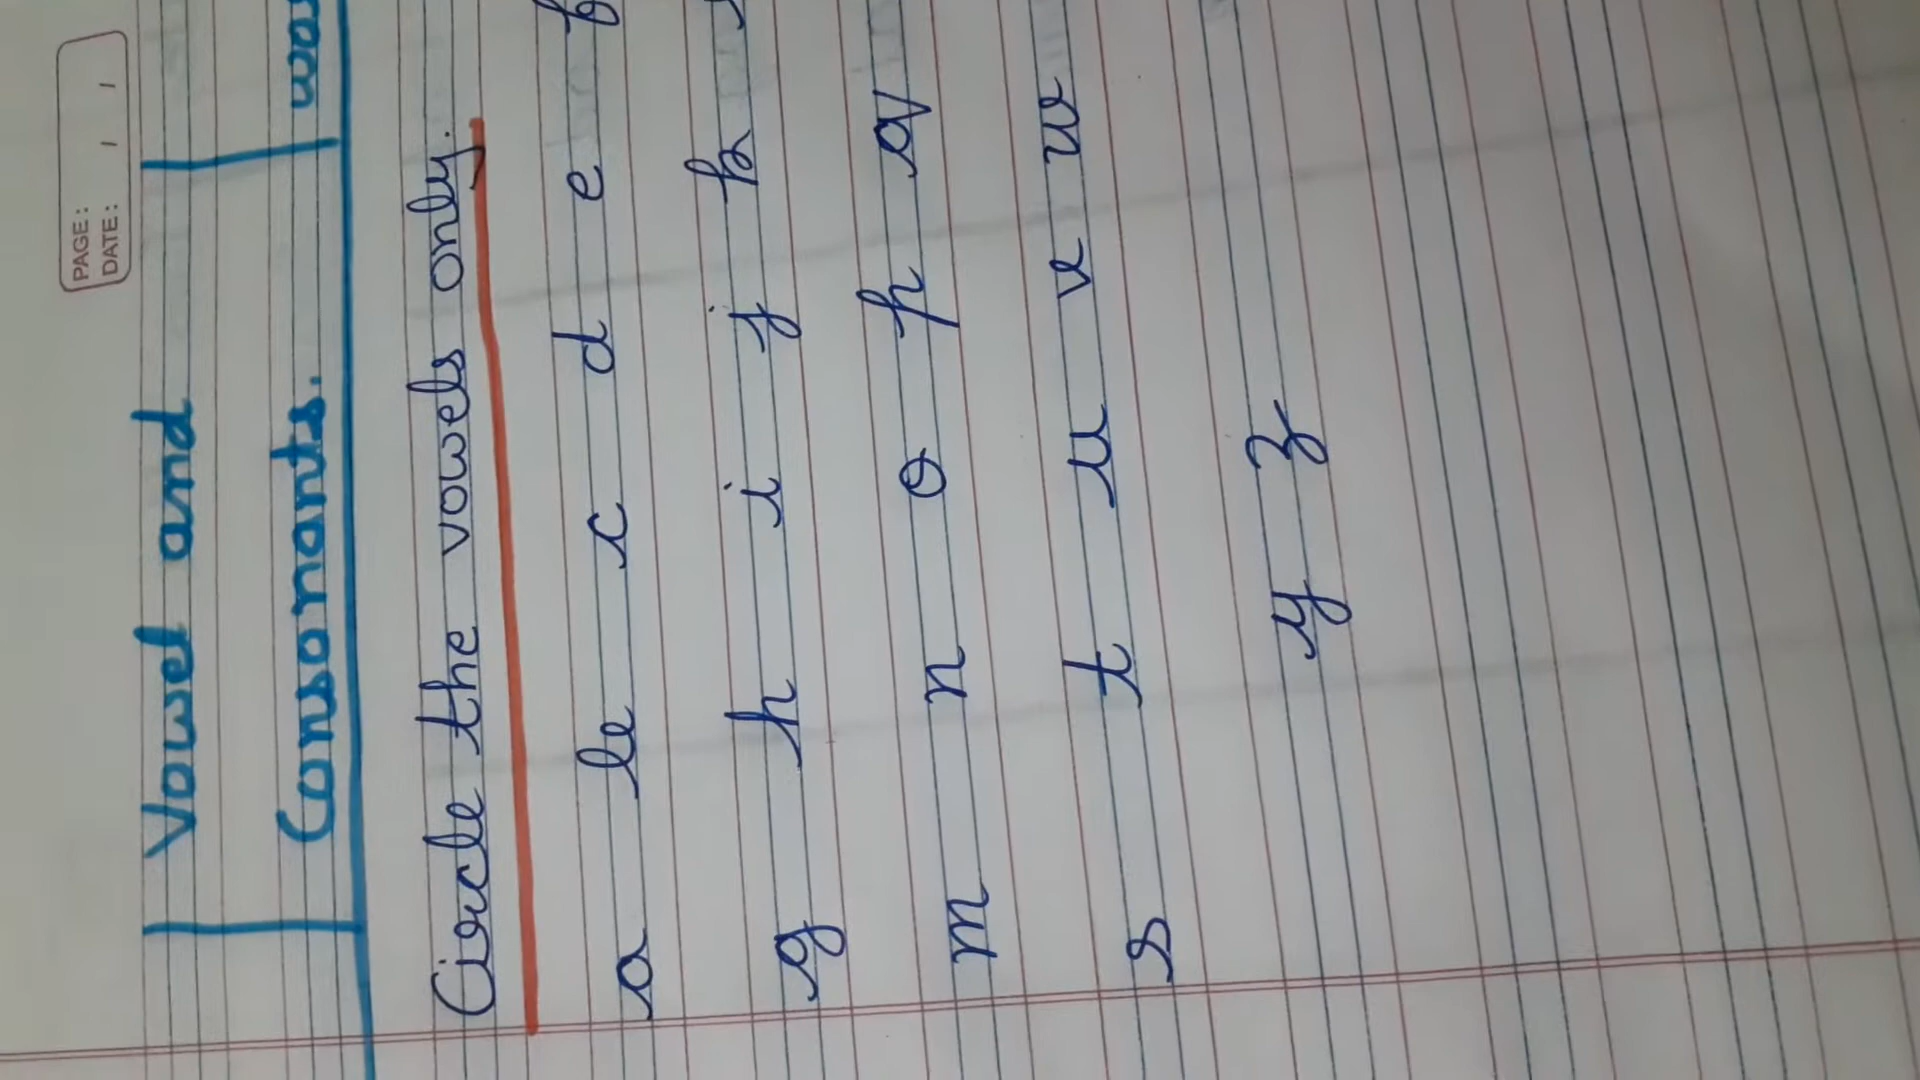 PAGE:
DATE: / /
Vowel and
Consonants.
Circle the vowels only.
a b c d e f
g h i j k
m n o p q
s t u v w
y z